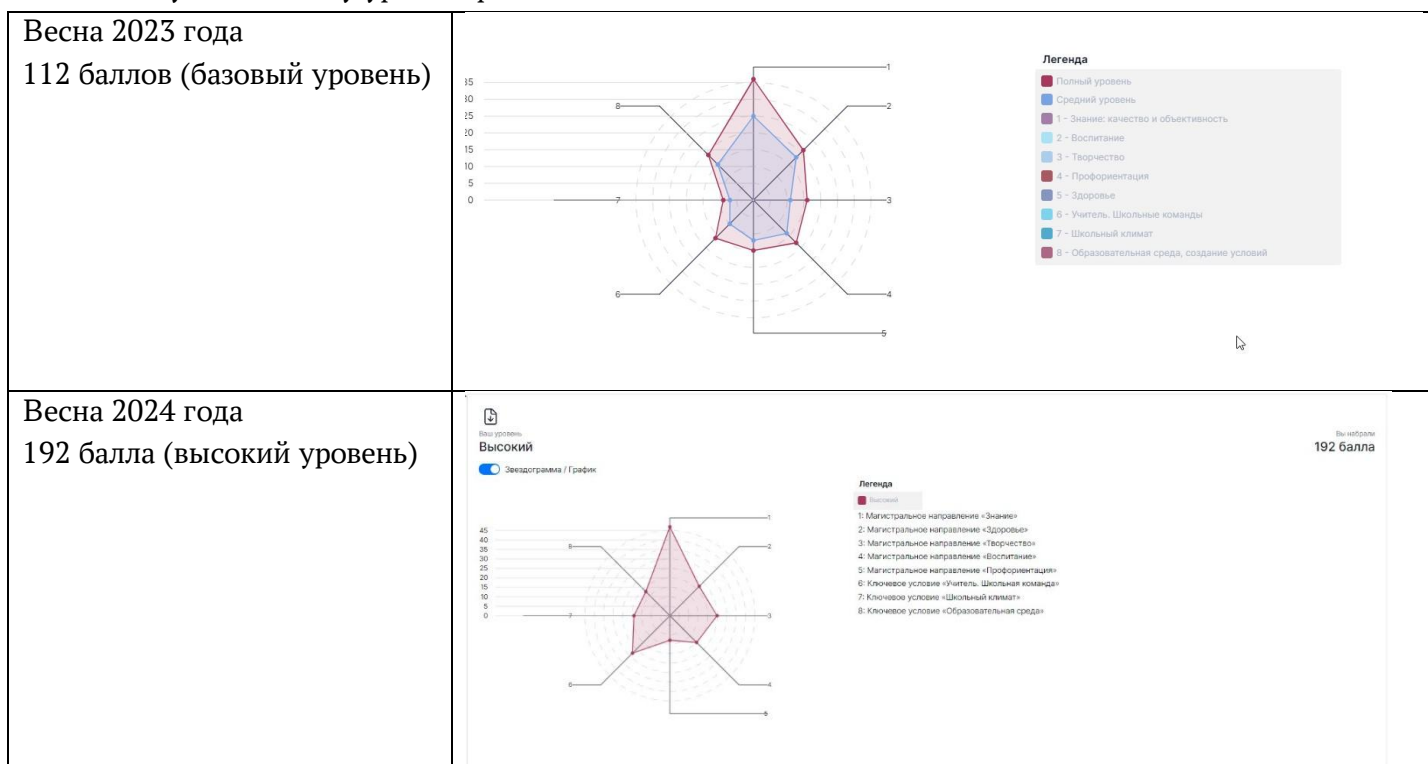 Весна 2023 года
112 баллов (базовый уровень)
35
30
25
20
15
10
5
0
1
2
3
4
5
6
7
8
Легенда
Полный уровень
Средний уровень
1 - Знание: качество и объективность
2 - Воспитание
3 - Творчество
4 - Профориентация
5 - Здоровье
6 - Учитель. Школьные команды
7 - Школьный климат
8 - Образовательная среда, создание условий
Весна 2024 года
192 балла (высокий уровень)
Ваш уровень
Высокий
Вы набрали
192 балла
Звездограмма / График
45
40
35
30
25
20
15
10
5
0
1
2
3
4
5
6
7
8
Легенда
Высокий
1: Магистральное направление «Знание»
2: Магистральное направление «Здоровье»
3: Магистральное направление «Творчество»
4: Магистральное направление «Воспитание»
5: Магистральное направление «Профориентация»
6: Ключевое условие «Учитель. Школьная команда»
7: Ключевое условие «Школьный климат»
8: Ключевое условие «Образовательная среда»